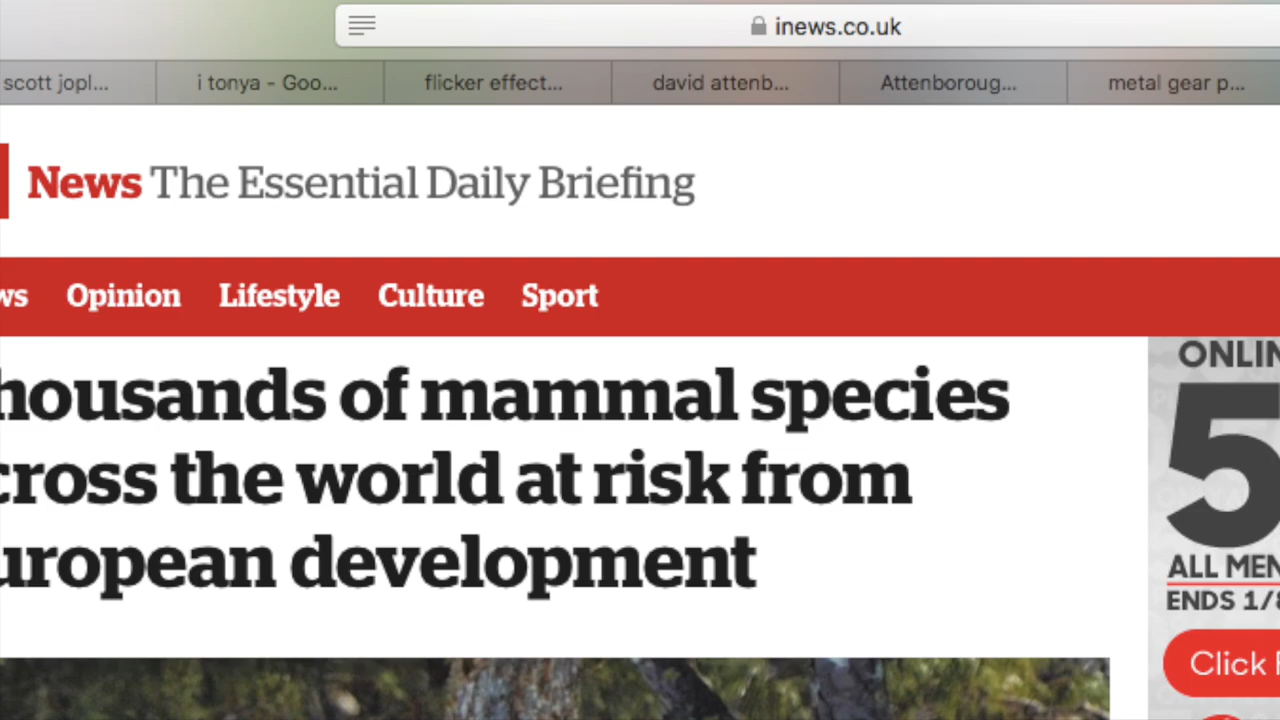 inews.co.uk
scott jopl...
i tonya - Goo...
flicker effect...
david attenb...
Attenboroug...
metal gear p...
News The Essential Daily Briefing
ws Opinion Lifestyle Culture Sport
housands of mammal species
cross the world at risk from
uropean development
ONLIN
5
ALL MEN
ENDS 1/8
Click F